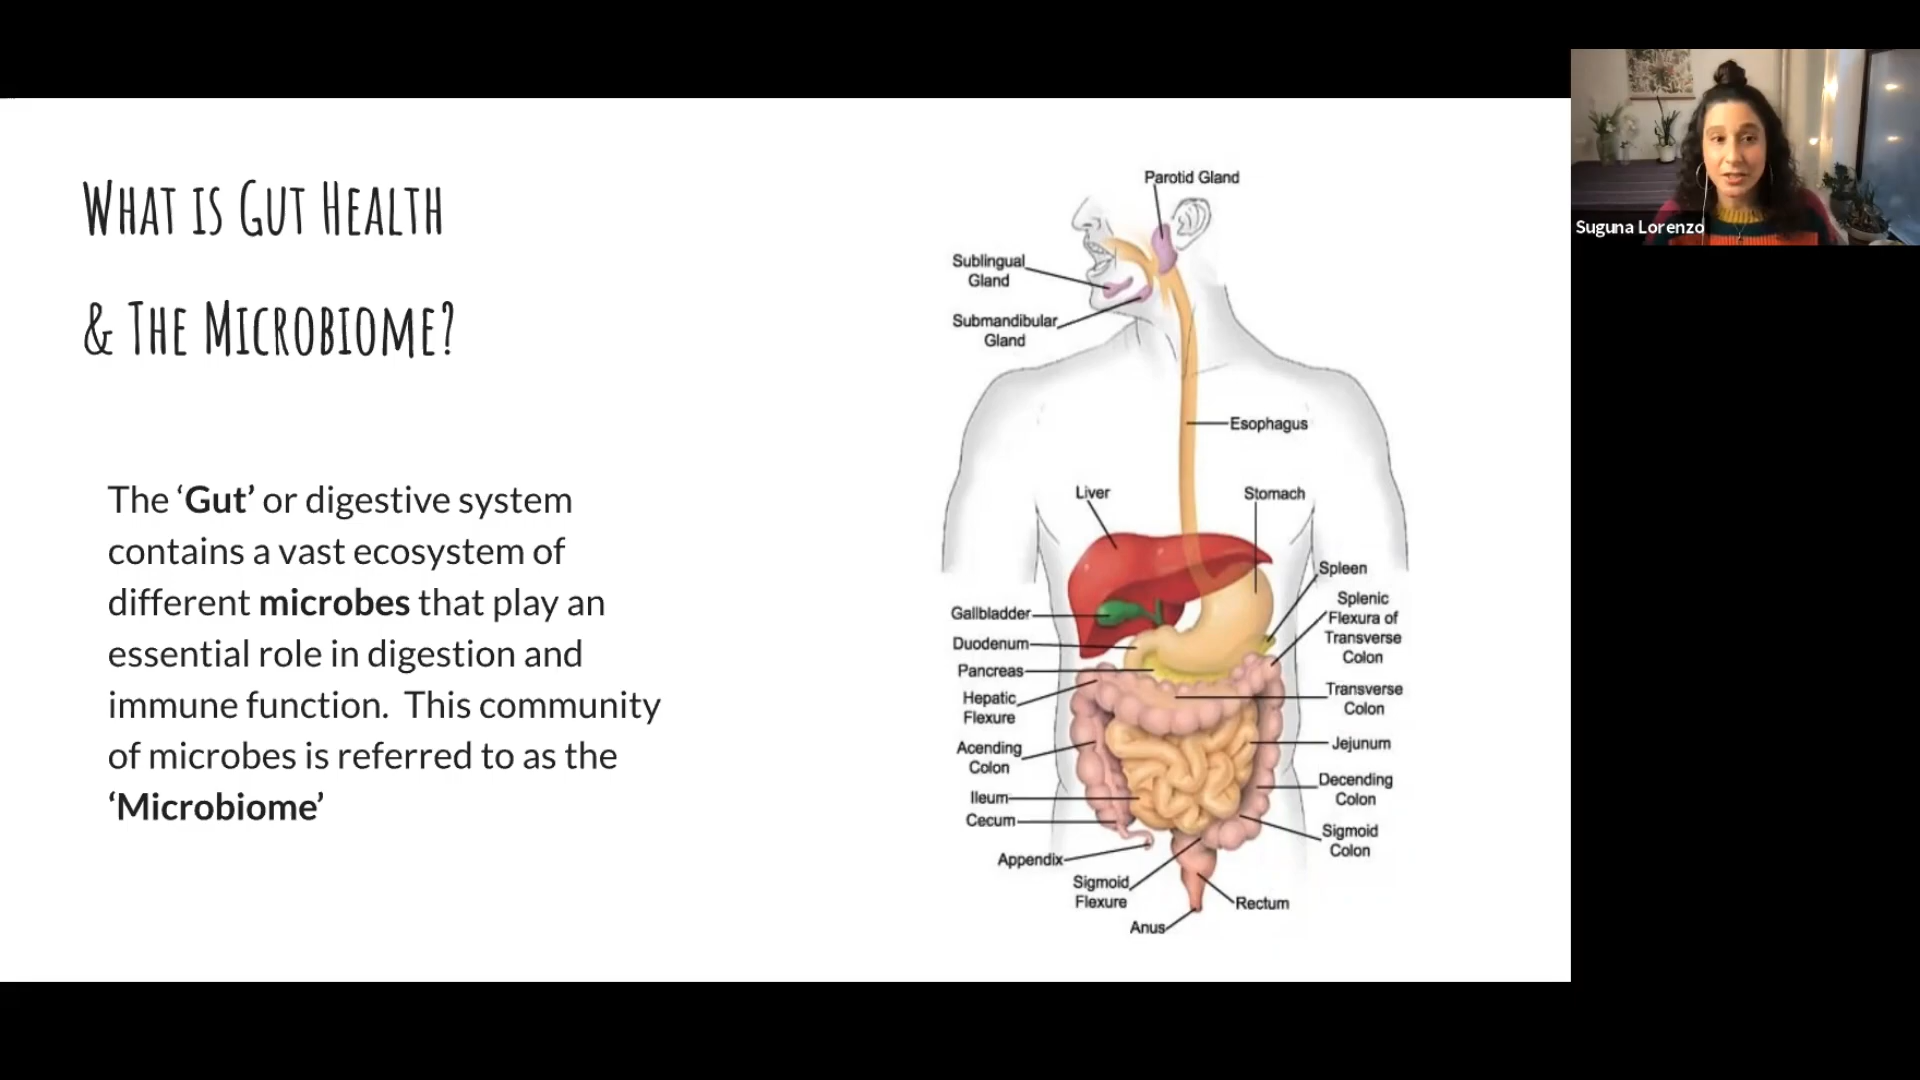 What is Gut Health
& The Microbiome?
The ‘Gut’ or digestive system
contains a vast ecosystem of
different microbes that play an
essential role in digestion and
immune function.  This community
of microbes is referred to as the
‘Microbiome’
Parotid Gland
Sublingual
Gland
Submandibular
Gland
Esophagus
Liver
Stomach
Spleen
Splenic
Flexura of
Transverse
Colon
Gallbladder
Duodenum
Pancreas
Hepatic
Flexure
Transverse
Colon
Acending
Colon
Jejunum
Decending
Colon
Ileum
Cecum
Sigmoid
Colon
Appendix
Sigmoid
Flexure
Rectum
Anus
Suguna Lorenzo